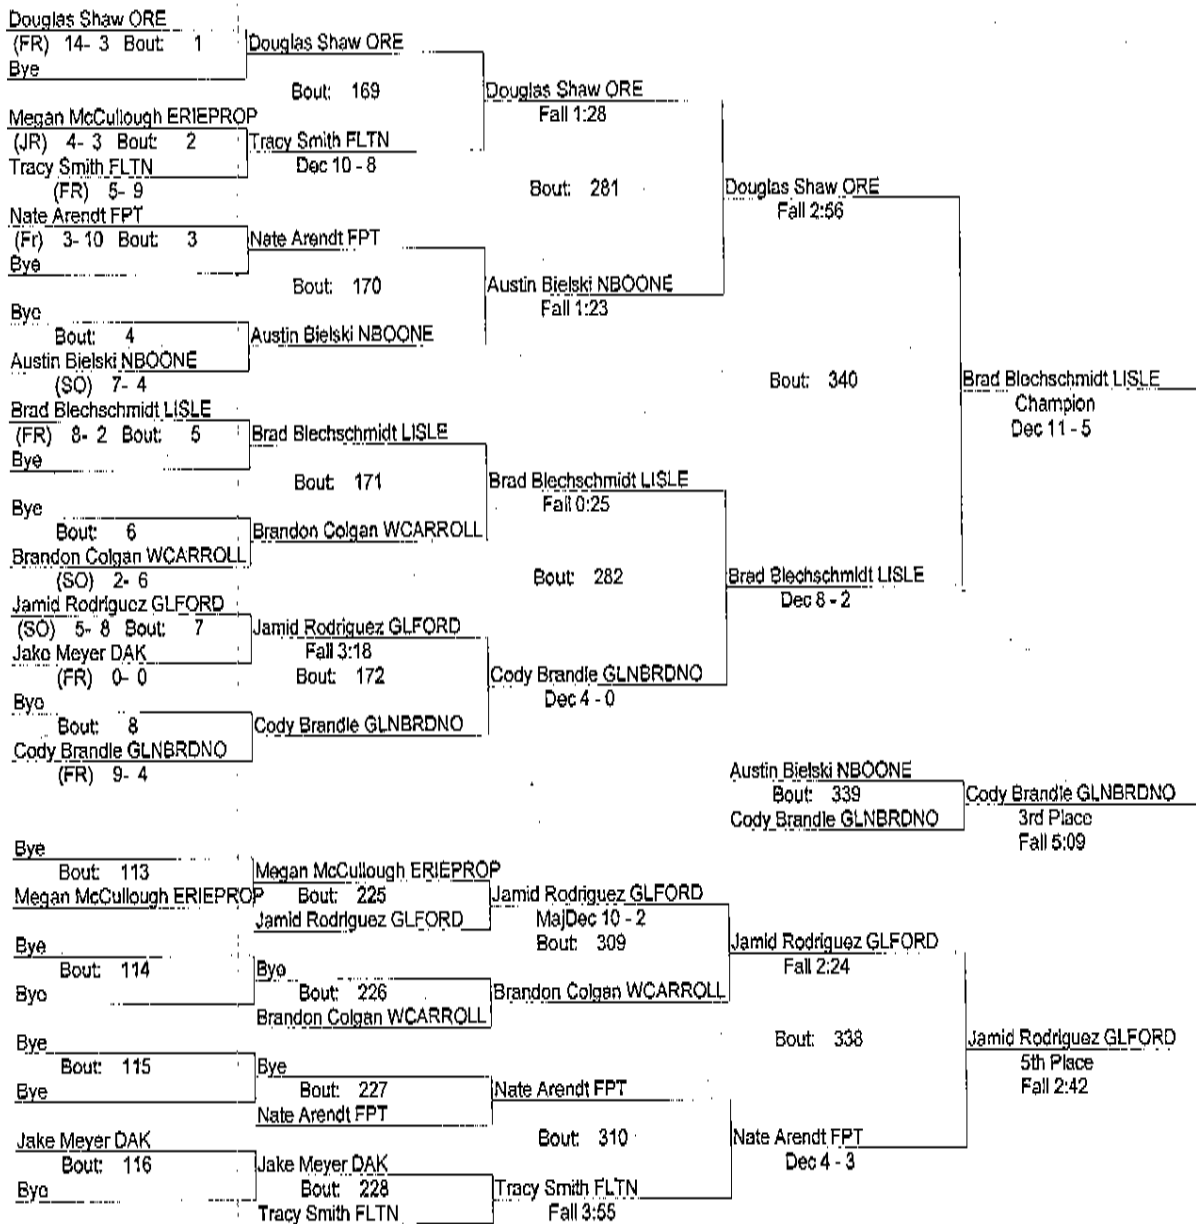 Douglas Shaw ORE
(FR) 14- 3 Bout: 1
Bye
Douglas Shaw ORE
Bout: 169
Megan McCullough ERIEPROP
(JR) 4- 3 Bout: 2
Tracy Smith FLTN
(FR) 5- 9
Tracy Smith FLTN
Dec 10 - 8
Douglas Shaw ORE
Fall 1:28
Bout: 281
Nate Arendt FPT
(Fr) 3- 10 Bout: 3
Bye
Nate Arendt FPT
Bout: 170
Bye
Bout: 4
Austin Bielski NBOONE
(SO) 7- 4
Austin Bielski NBOONE
Austin Bielski NBOONE
Fall 1:23
Douglas Shaw ORE
Fall 2:56
Bout: 340
Brad Blechschmidt LISLE
(FR) 8- 2 Bout: 5
Bye
Brad Blechschmidt LISLE
Bout: 171
Bye
Bout: 6
Brandon Colgan WCARROLL
(SO) 2- 6
Brandon Colgan WCARROLL
Brad Blechschmidt LISLE
Fall 0:25
Bout: 282
Jamid Rodriguez GLFORD
(SO) 5- 8 Bout: 7
Jake Meyer DAK
(FR) 0- 0
Jamid Rodriguez GLFORD
Fall 3:18
Bout: 172
Bye
Bout: 8
Cody Brandle GLNBRDNO
(FR) 9- 4
Cody Brandle GLNBRDNO
Cody Brandle GLNBRDNO
Dec 4 - 0
Brad Blechschmidt LISLE
Dec 8 - 2
Brad Blechschmidt LISLE
Champion
Dec 11 - 5
Austin Bielski NBOONE
Bout: 339
Cody Brandle GLNBRDNO
Cody Brandle GLNBRDNO
3rd Place
Fall 5:09
Bye
Bout: 113
Megan McCullough ERIEPROP
Megan McCullough ERIEPROP
Bout: 225
Jamid Rodriguez GLFORD
Jamid Rodriguez GLFORD
MajDec 10 - 2
Bout: 309
Bye
Bout: 114
Bye
Bye
Bout: 226
Brandon Colgan WCARROLL
Brandon Colgan WCARROLL
Jamid Rodriguez GLFORD
Fall 2:24
Bout: 338
Bye
Bout: 115
Bye
Bye
Bout: 227
Nate Arendt FPT
Nate Arendt FPT
Bout: 310
Jake Meyer DAK
Bout: 116
Bye
Jake Meyer DAK
Bout: 228
Tracy Smith FLTN
Tracy Smith FLTN
Fall 3:55
Nate Arendt FPT
Dec 4 - 3
Jamid Rodriguez GLFORD
5th Place
Fall 2:42